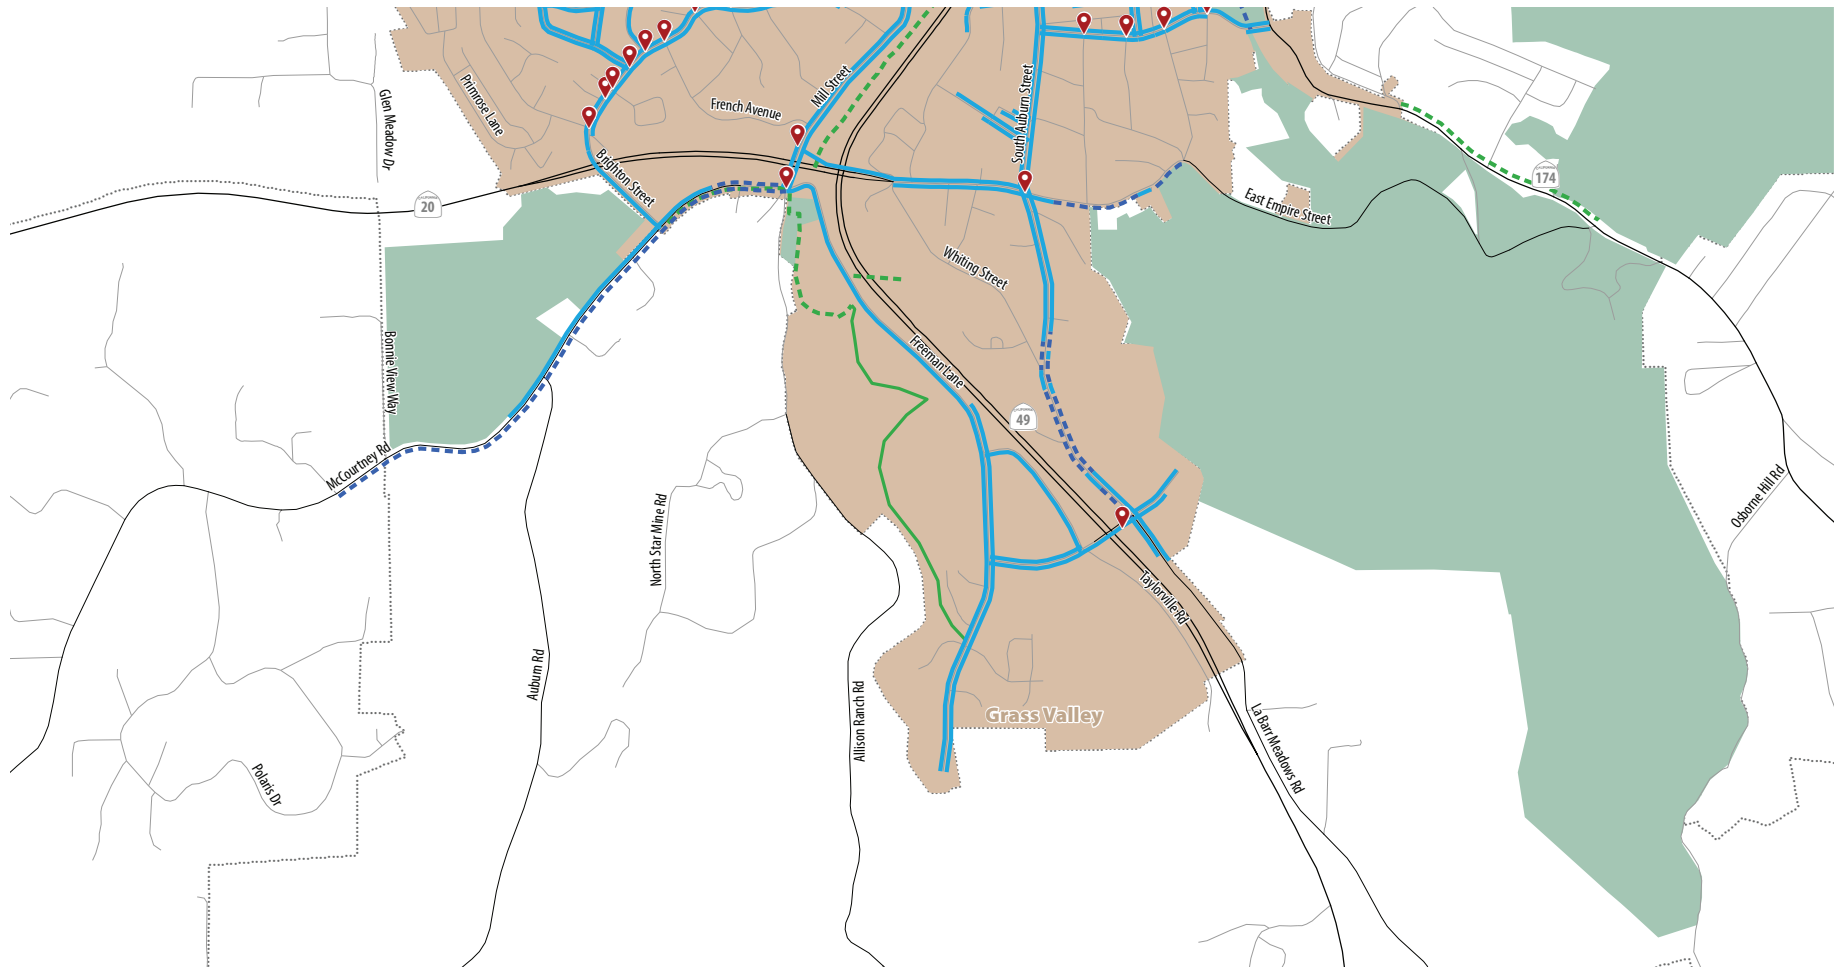 Primrose Lane
Glen Meadow Dr
French Avenue
Mill Street
South Auburn Street
Brighton Street
20
174
East Empire Street
Whiting Street
Bonnie View Way
Freeman Lane
49
McCourtney Rd
North Star Mine Rd
Osborne Hill Rd
Taylorville Rd
Auburn Rd
Allison Ranch Rd
Grass Valley
La Barr Meadows Rd
Polaris Dr